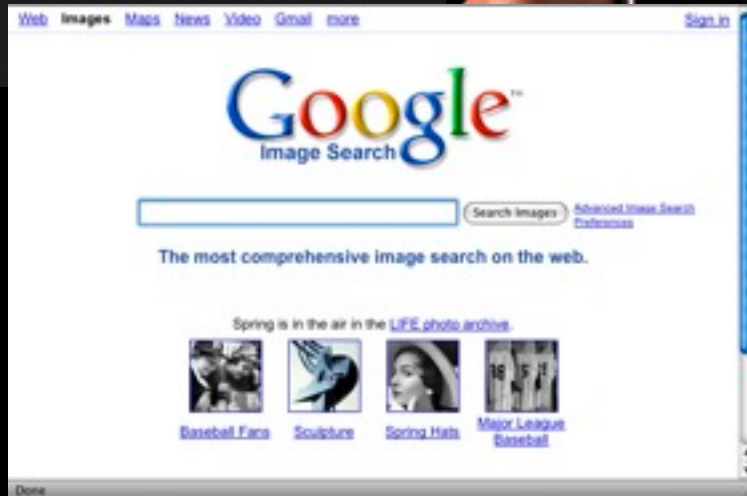 Web Images Maps News Video Gmail more Sign in
Google™
Image Search
Search Images Advanced Image Search
Preferences
The most comprehensive image search on the web.
Spring is in the air in the LIFE photo archive.
Baseball Fans Sculpture Spring Hats Major League
Baseball
Done